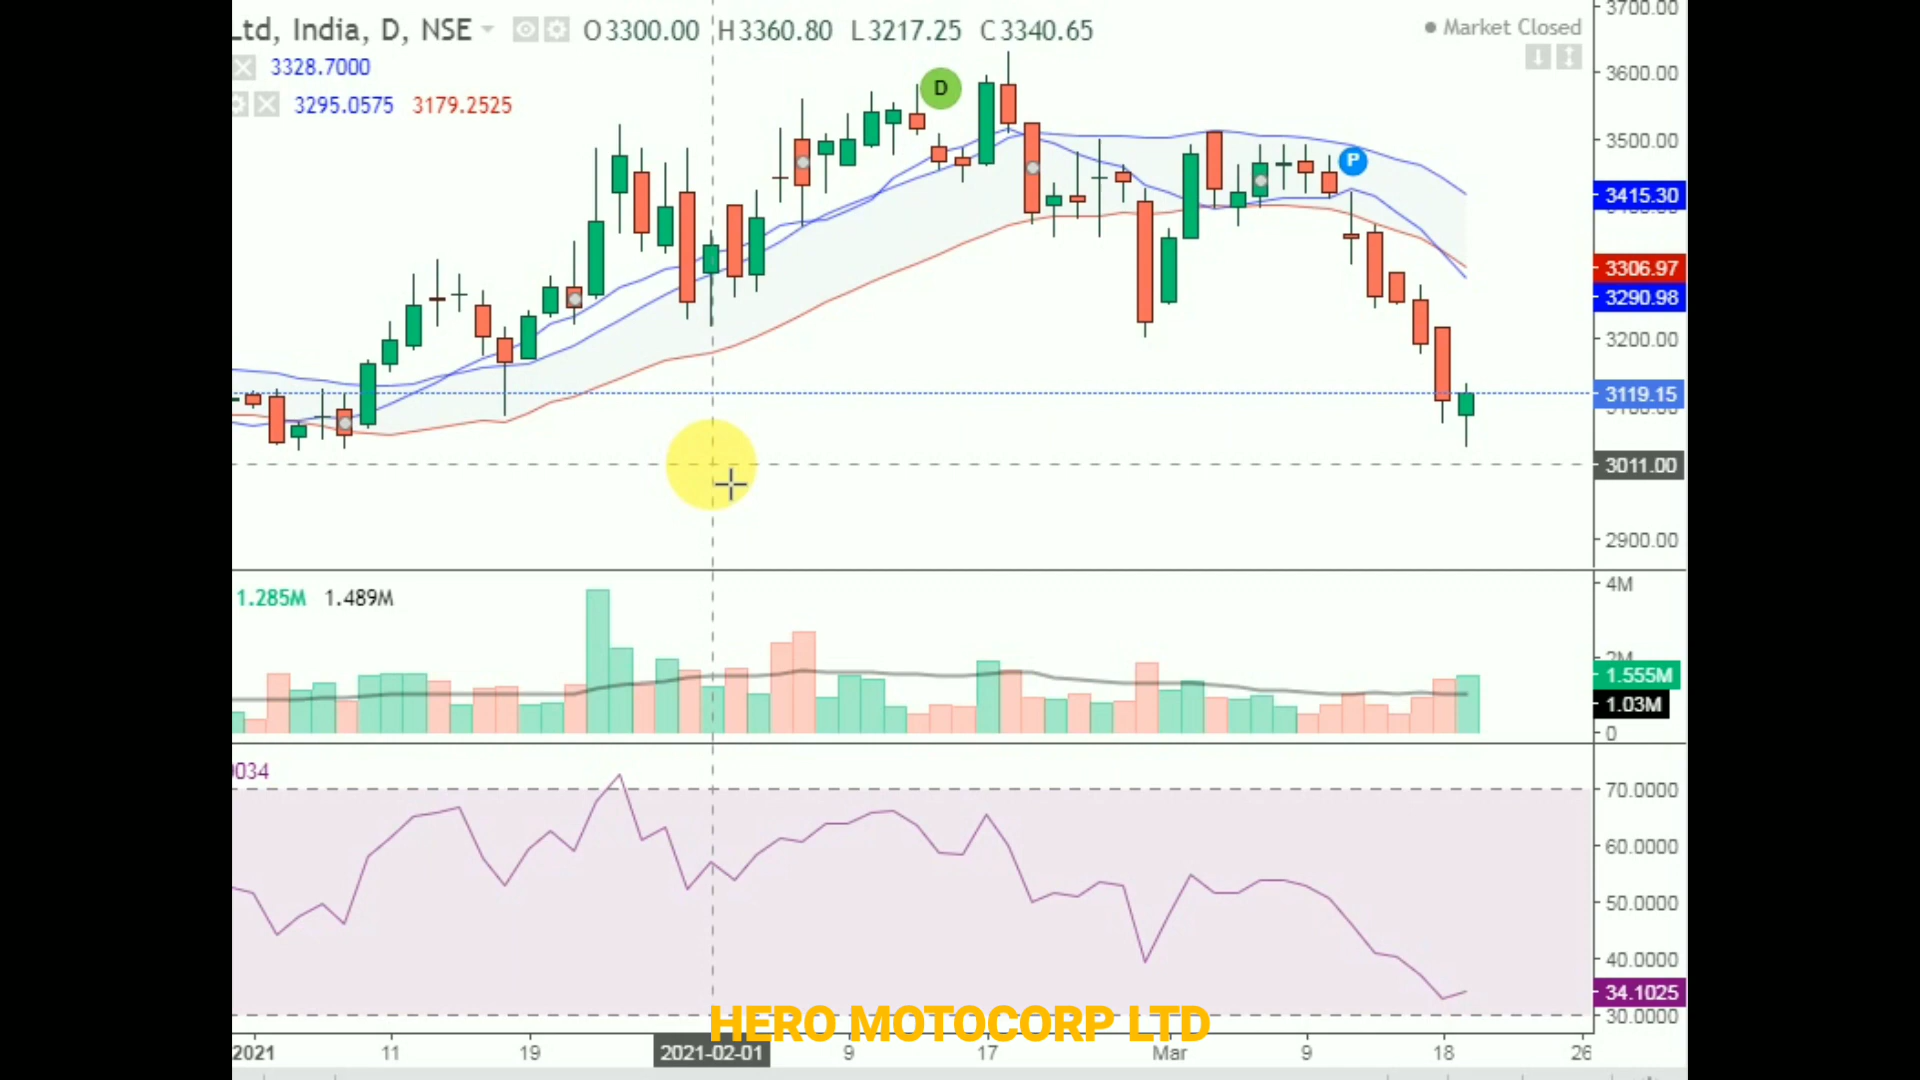 Ltd, India, D, NSE O3300.00 H3360.80 L3217.25 C3340.65
Market Closed
3328.7000
3295.0575 3179.2525
D
P
3700.00
3600.00
3500.00
3415.30
3306.97
3290.98
3200.00
3119.15
3011.00
2900.00
1.285M 1.489M
4M
2M
1.555M
1.03M
0
0034
70.0000
60.0000
50.0000
40.0000
34.1025
30.0000
HERO MOTOCORP LTD
2021 11 19 2021-02-01 9 17 Mar 9 18 26